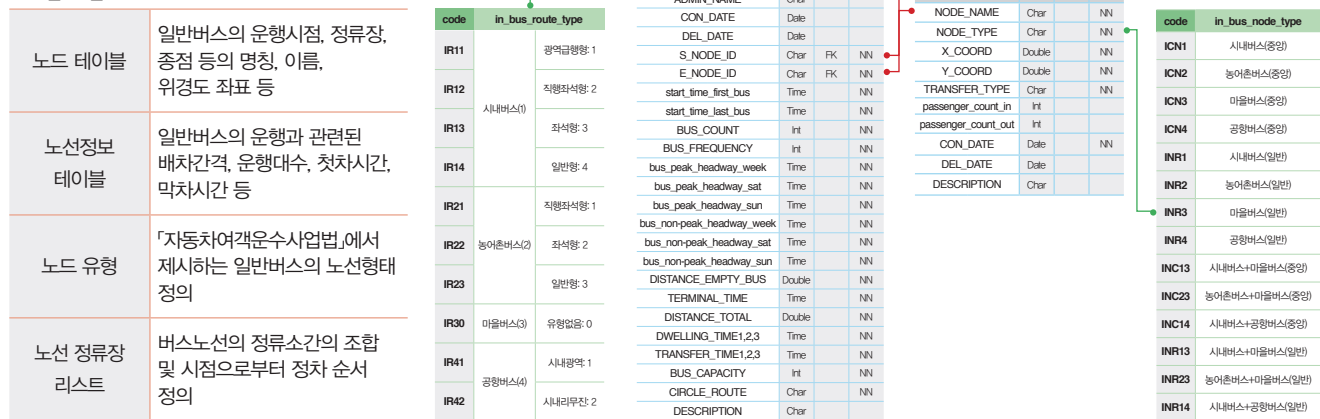 노드 테이블
일반버스의 운행시점, 정류장,
종점 등의 명칭, 이름,
위경도 좌표 등
노선정보
테이블
일반버스의 운행과 관련된
배차간격, 운행대수, 첫차시간,
막차시간 등
노드 유형
「자동차여객운수사업법」에서
제시하는 일반버스의 노선형태
정의
노선 정류장
리스트
버스노선의 정류소간의 조합
및 시점으로부터 정차 순서
정의
code in_bus_route_type
IR11 광역급행형: 1
IR12 직행좌석형: 2
시내버스(1)
IR13 좌석형: 3
IR14 일반형: 4
IR21 직행좌석형: 1
IR22 농어촌버스(2) 좌석형: 2
IR23 일반형: 3
IR30 마을버스(3) 유형없음: 0
IR41 시내광역: 1
공항버스(4)
IR42 시내리무진: 2
CON_DATE Date
DEL_DATE Date
S_NODE_ID Char FK NN
E_NODE_ID Char FK NN
start_time_first_bus Time NN
start_time_last_bus Time NN
BUS_COUNT Int NN
BUS_FREQUENCY Int NN
bus_peak_headway_week Time NN
bus_peak_headway_sat Time NN
bus_peak_headway_sun Time NN
bus_non-peak_headway_week Time NN
bus_non-peak_headway_sat Time NN
bus_non-peak_headway_sun Time NN
DISTANCE_EMPTY_BUS Double NN
TERMINAL_TIME Time NN
DISTANCE_TOTAL Double NN
DWELLING_TIME1,2,3 Time NN
TRANSFER_TIME1,2,3 Time NN
BUS_CAPACITY Int NN
CIRCLE_ROUTE Char NN
DESCRIPTION Char
NODE_NAME Char NN
NODE_TYPE Char NN
X_COORD Double NN
Y_COORD Double NN
TRANSFER_TYPE Char NN
passenger_count_in Int
passenger_count_out Int
CON_DATE Date NN
DEL_DATE Date
DESCRIPTION Char
code in_bus_node_type
ICN1 시내버스(중앙)
ICN2 농어촌버스(중앙)
ICN3 마을버스(중앙)
ICN4 공항버스(중앙)
INR1 시내버스(일반)
INR2 농어촌버스(일반)
INR3 마을버스(일반)
INR4 공항버스(일반)
INC13 시내버스+마을버스(중앙)
INC23 농어촌버스+마을버스(중앙)
INC14 시내버스+공항버스(중앙)
INR13 시내버스+마을버스(일반)
INR23 농어촌버스+마을버스(일반)
INR14 시내버스+공항버스(일반)